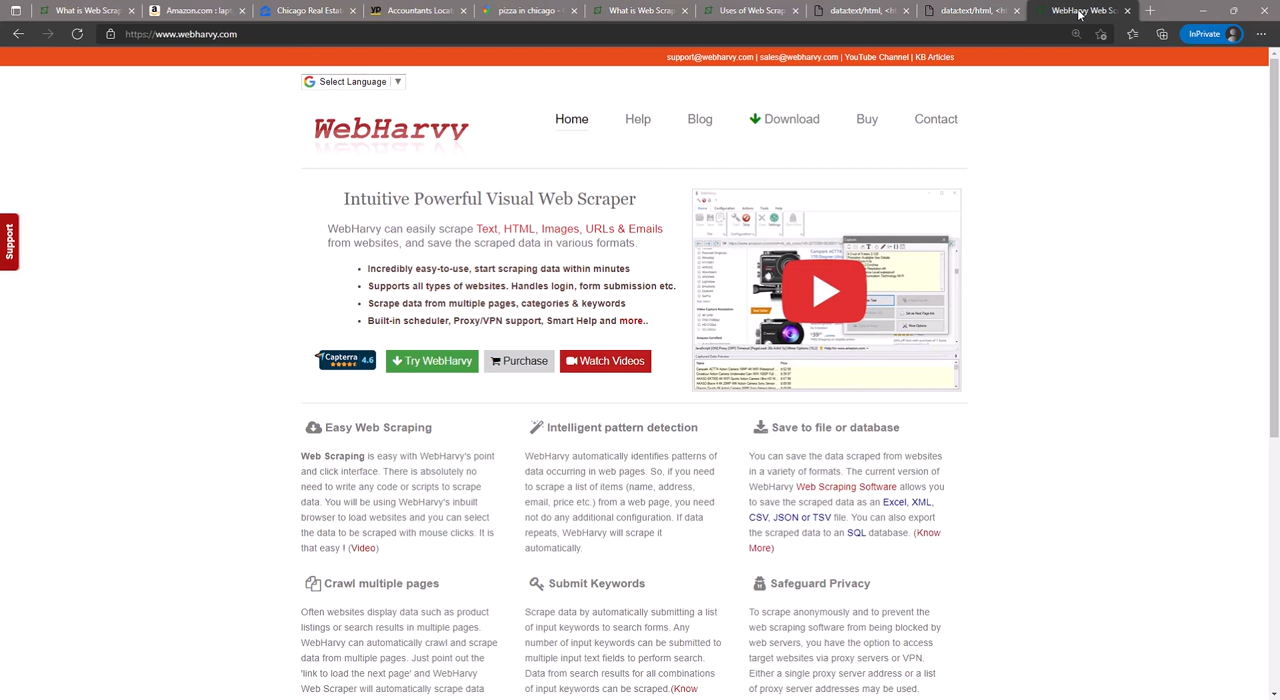 What is Web Scrap
Amazon.com : lapt
Chicago Real Estat
Accountants Locat
pizza in chicago -
What is Web Scrap
Uses of Web Scrap
data:text/html, <ht
data:text/html, <ht
WebHarvy Web Sc
https://www.webharvy.com
InPrivate
support@webharvy.com | sales@webharvy.com | YouTube Channel | KB Articles
Select Language
WebHarvy
Home Help Blog Download Buy Contact
Support
Intuitive Powerful Visual Web Scraper
WebHarvy can easily scrape Text, HTML, Images, URLs & Emails
from websites, and save the scraped data in various formats.
• Incredibly easy-to-use, start scraping data within minutes
• Supports all types of websites. Handles login, form submission etc.
• Scrape data from multiple pages, categories & keywords
• Built-in scheduler, Proxy/VPN support, Smart Help and more..
Capterra 4.6
Try WebHarvy
Purchase
Watch Videos
Easy Web Scraping
Web Scraping is easy with WebHarvy's point
and click interface. There is absolutely no
need to write any code or scripts to scrape
data. You will be using WebHarvy's inbuilt
browser to load websites and you can select
the data to be scraped with mouse clicks. It is
that easy ! (Video)
Intelligent pattern detection
WebHarvy automatically identifies patterns of
data occurring in web pages. So, if you need
to scrape a list of items (name, address,
email, price etc.) from a web page, you need
not do any additional configuration. If data
repeats, WebHarvy will scrape it
automatically.
Save to file or database
You can save the data scraped from websites
in a variety of formats. The current version of
WebHarvy Web Scraping Software allows you
to save the scraped data as an Excel, XML,
CSV, JSON or TSV file. You can also export
the scraped data to an SQL database. (Know
More)
Crawl multiple pages
Often websites display data such as product
listings or search results in multiple pages.
WebHarvy can automatically crawl and scrape
data from multiple pages. Just point out the
'link to load the next page' and WebHarvy
Web Scraper will automatically scrape data
Submit Keywords
Scrape data by automatically submitting a list
of input keywords to search forms. Any
number of input keywords can be submitted to
multiple input text fields to perform search.
Data from search results for all combinations
of input keywords can be scraped.(Know
Safeguard Privacy
To scrape anonymously and to prevent the
web scraping software from being blocked by
web servers, you have the option to access
target websites via proxy servers or VPN.
Either a single proxy server address or a list
of proxy server addresses may be used.